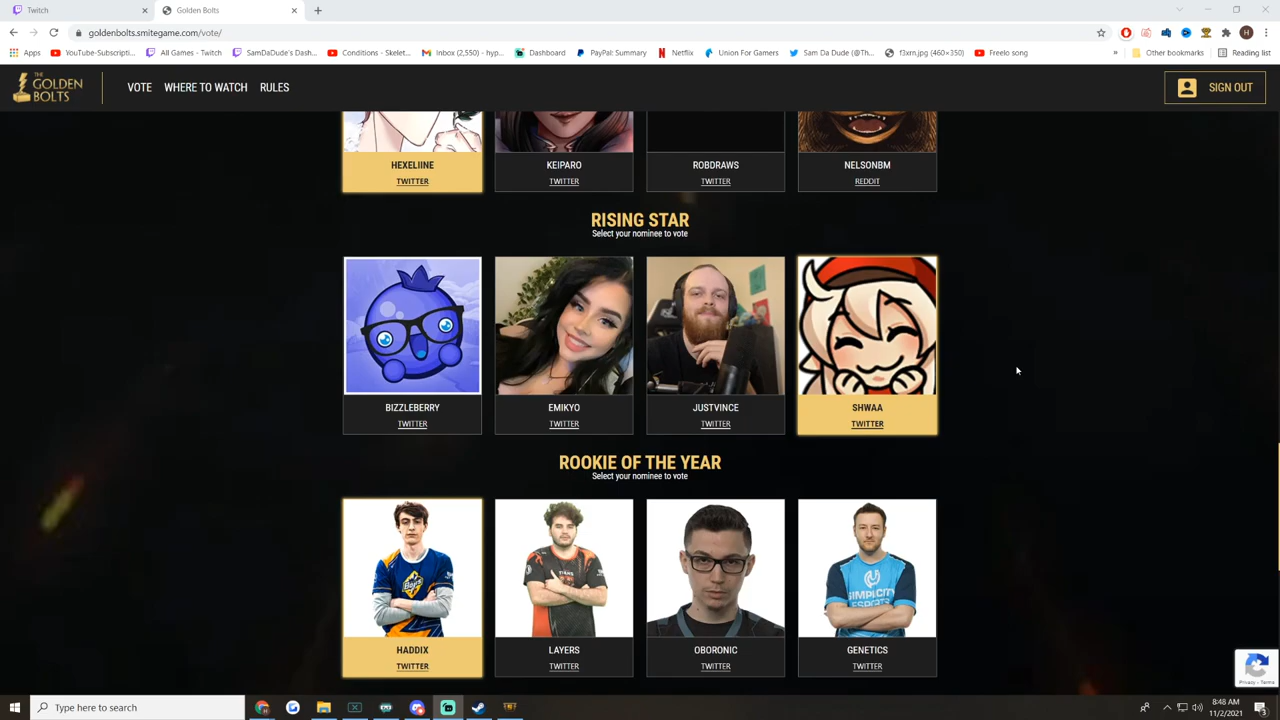 Twitch
Golden Bolts
goldenbolts.smitegame.com/vote/
H
Apps
YouTube-Subscripti...
All Games - Twitch
SamDaDude's Dash...
Conditions - Skelet...
Inbox (2,550) - hyp...
Dashboard
PayPal: Summary
Netflix
Union For Gamers
Sam Da Dude (@Th...
f3xrn.jpg (460×350)
Freelo song
»
Other bookmarks
Reading list
THE
GOLDEN
BOLTS
VOTE
WHERE TO WATCH
RULES
SIGN OUT
HEXELIINE
KEIPARO
ROBDRAWS
NELSONBM
TWITTER
TWITTER
TWITTER
REDDIT
RISING STAR
Select your nominee to vote
BIZZLEBERRY
EMIKYO
JUSTVINCE
SHWAA
TWITTER
TWITTER
TWITTER
TWITTER
ROOKIE OF THE YEAR
Select your nominee to vote
SIMPLICITY
ESPORTS
HADDIX
LAYERS
OBORONIC
GENETICS
TWITTER
TWITTER
TWITTER
TWITTER
Privacy - Terms
Type here to search
8:48 AM
11/2/2021
3